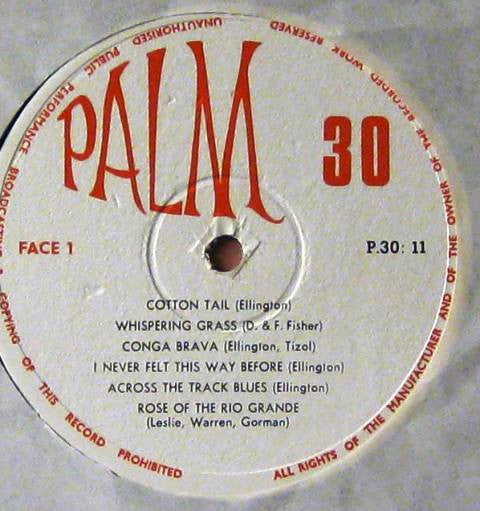 PALM
30
FACE 1
P.30: 11
COTTON TAIL (Ellington)
WHISPERING GRASS (D. & F. Fisher)
CONGA BRAVA (Ellington, Tizol)
I NEVER FELT THIS WAY BEFORE (Ellington)
ACROSS THE TRACK BLUES (Ellington)
ROSE OF THE RIO GRANDE
(Leslie, Warren, Gorman)
ALL RIGHTS OF THE MANUFACTURER AND OF THE OWNER OF THE RECORDED WORK RESERVED
UNAUTHORISED PUBLIC PERFORMANCE BROADCASTING & COPYING OF THIS RECORD PROHIBITED